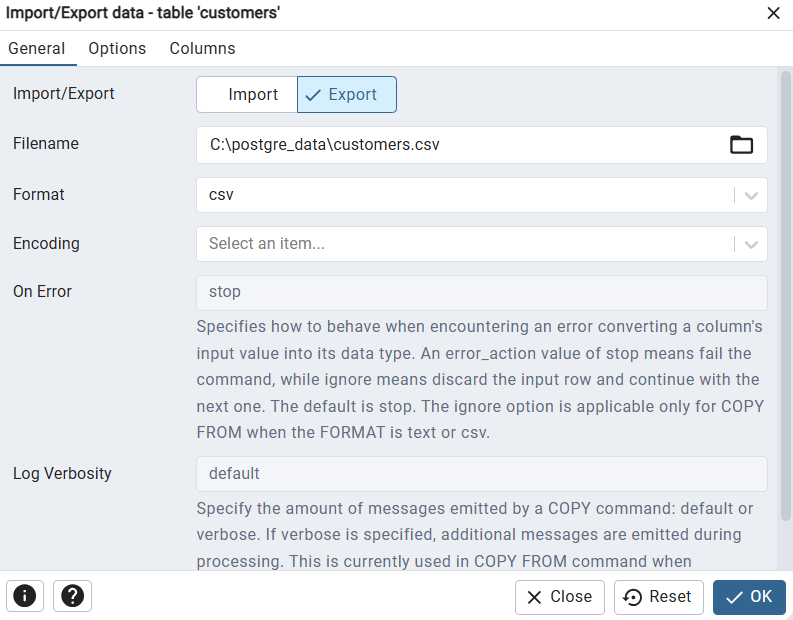 Import/Export data - table 'customers'
General Options Columns
Import/Export Import Export
Filename C:\postgre_data\customers.csv
Format csv
Encoding Select an item...
On Error stop
Specifies how to behave when encountering an error converting a column's
input value into its data type. An error_action value of stop means fail the
command, while ignore means discard the input row and continue with the
next one. The default is stop. The ignore option is applicable only for COPY
FROM when the FORMAT is text or csv.
Log Verbosity default
Specify the amount of messages emitted by a COPY command: default or
verbose. If verbose is specified, additional messages are emitted during
processing. This is currently used in COPY FROM command when
Close Reset OK